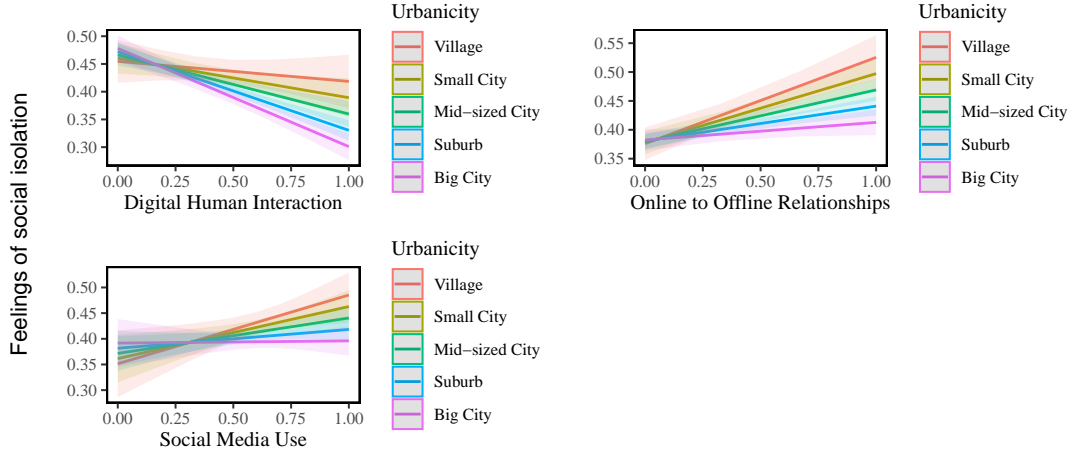 Feelings of social isolation
0.50
0.45
0.40
0.35
0.30
0.00 0.25 0.50 0.75 1.00
Digital Human Interaction
Urbanicity
Village
Small City
Mid−sized City
Suburb
Big City
0.55
0.50
0.45
0.40
0.35
0.00 0.25 0.50 0.75 1.00
Online to Offline Relationships
Urbanicity
Village
Small City
Mid−sized City
Suburb
Big City
0.50
0.45
0.40
0.35
0.30
0.00 0.25 0.50 0.75 1.00
Social Media Use
Urbanicity
Village
Small City
Mid−sized City
Suburb
Big City